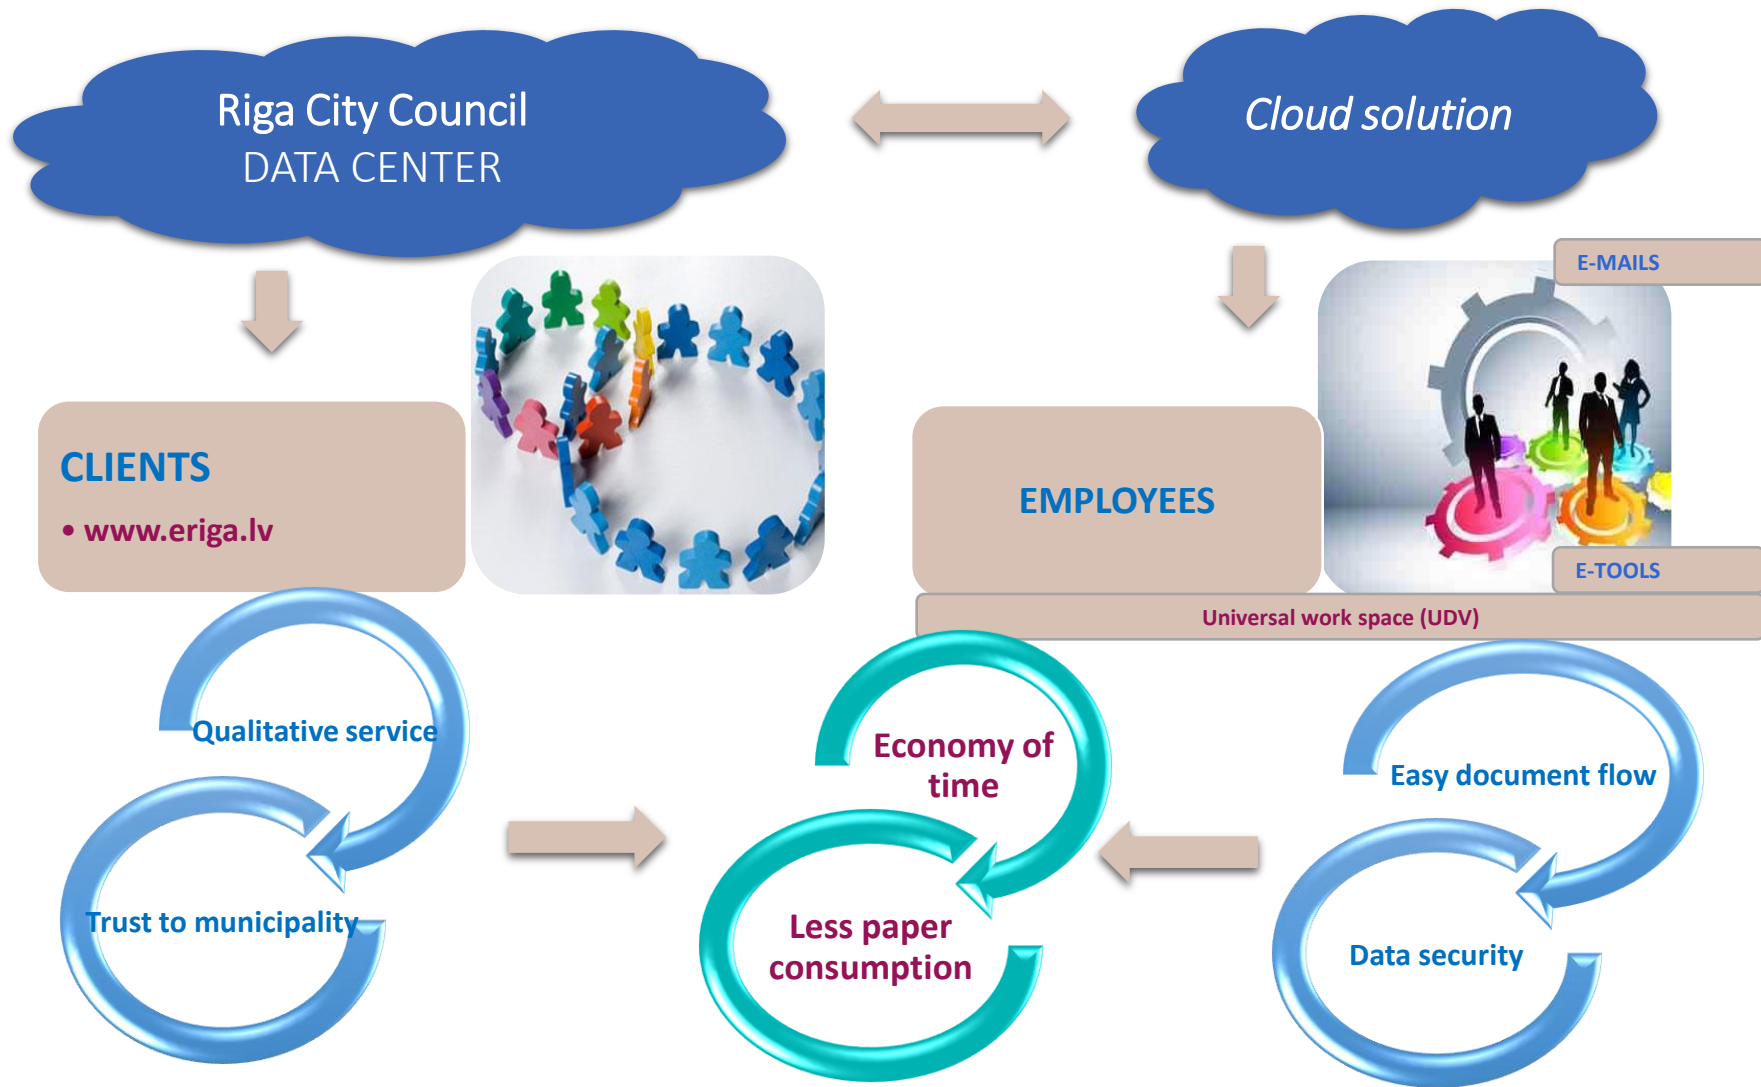 Riga City Council
DATA CENTER
Cloud solution
E-MAILS
CLIENTS
• www.eriga.lv
EMPLOYEES
E-TOOLS
Universal work space (UDV)
Qualitative service
Trust to municipality
Economy of
time
Less paper
consumption
Easy document flow
Data security